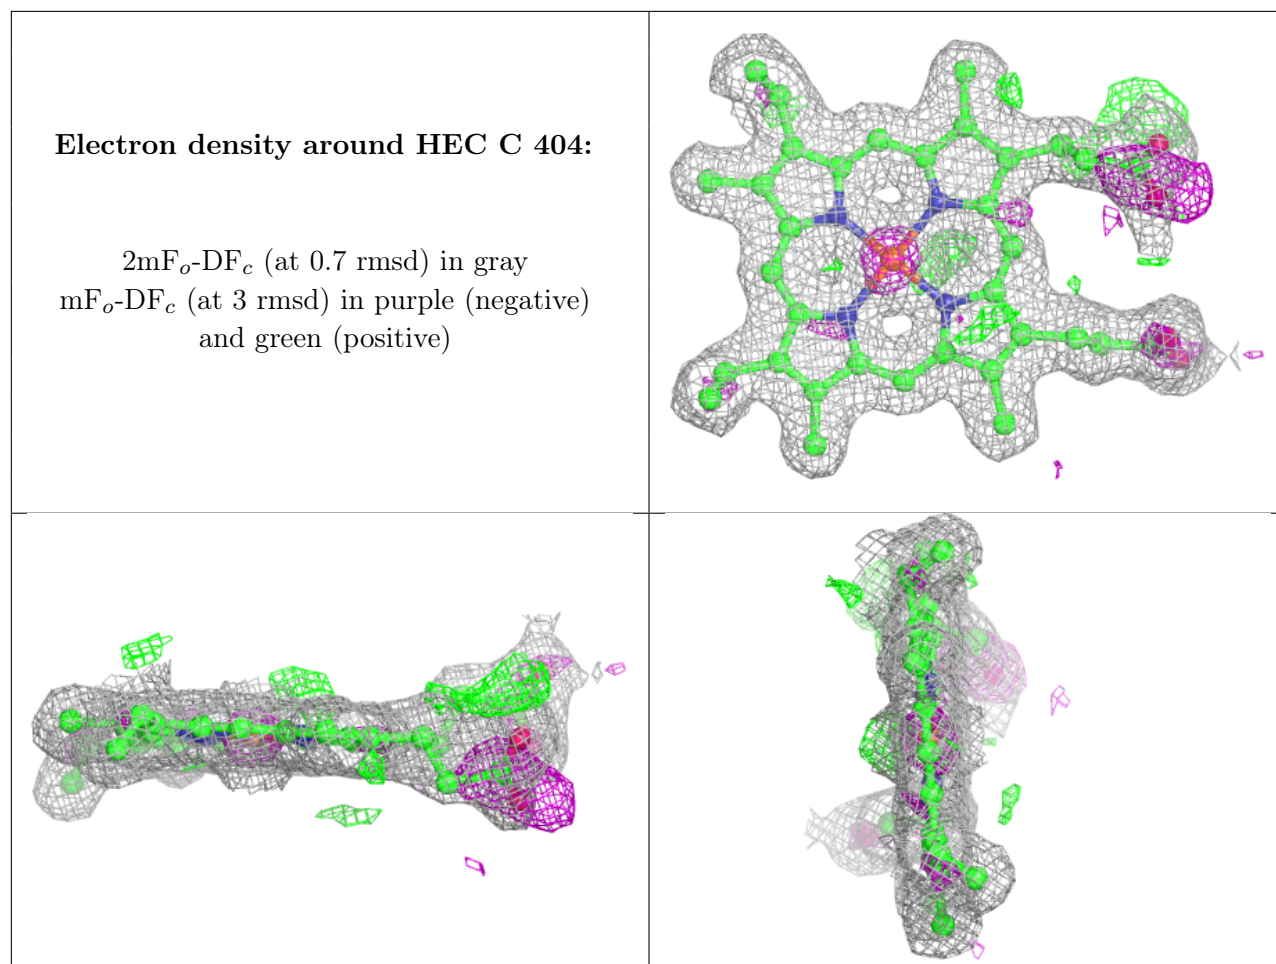 Electron density around HEC C 404:
2mFo-DFc (at 0.7 rmsd) in gray
mFo-DFc (at 3 rmsd) in purple (negative)
and green (positive)